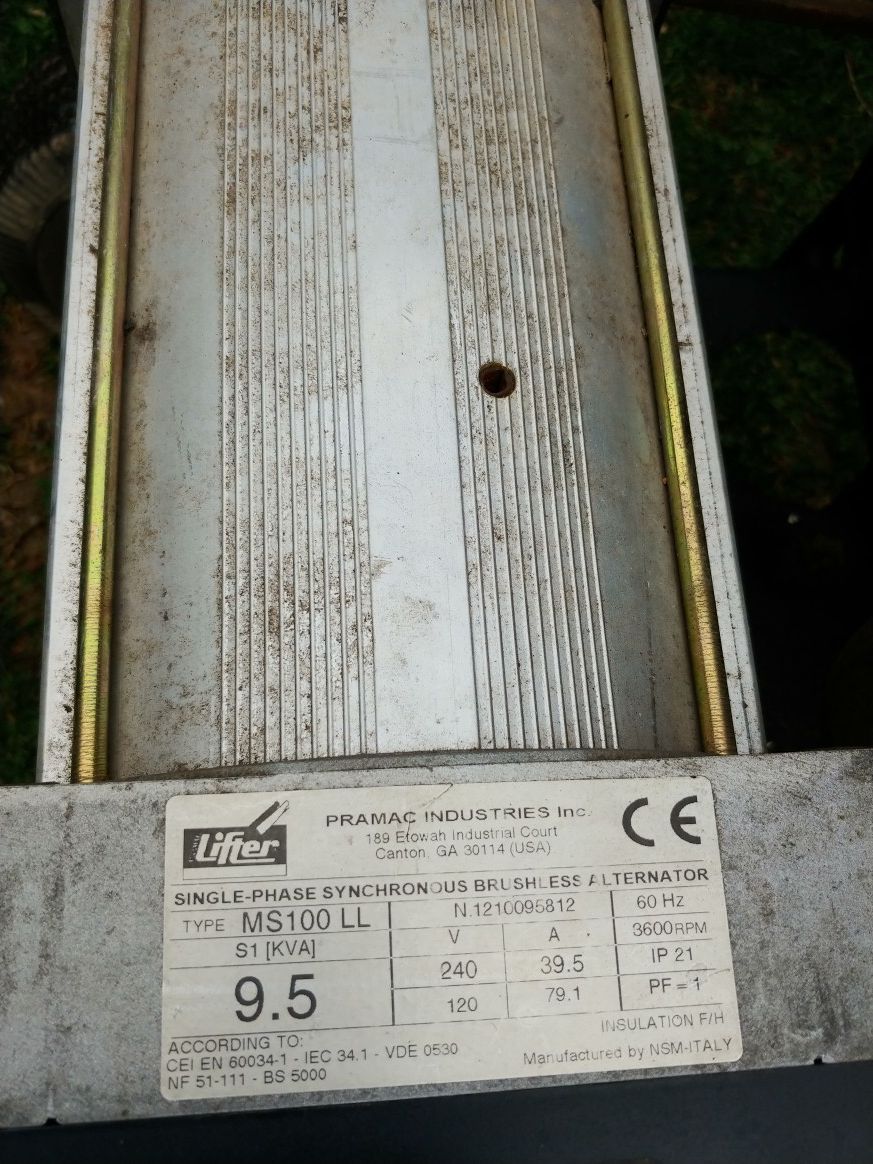 Lifter
PRAMAC INDUSTRIES Inc.
189 Etowah Industrial Court
Canton, GA 30114 (USA)
CE
SINGLE-PHASE SYNCHRONOUS BRUSHLESS ALTERNATOR
TYPE MS100 LL
N.1210095812
60 Hz
S1 [KVA]
V A
3600RPM
9.5
240 39.5
IP 21
120 79.1
PF = 1
INSULATION F/H
ACCORDING TO:
CEI EN 60034-1 - IEC 34.1 - VDE 0530
NF 51-111 - BS 5000
Manufactured by NSM-ITALY